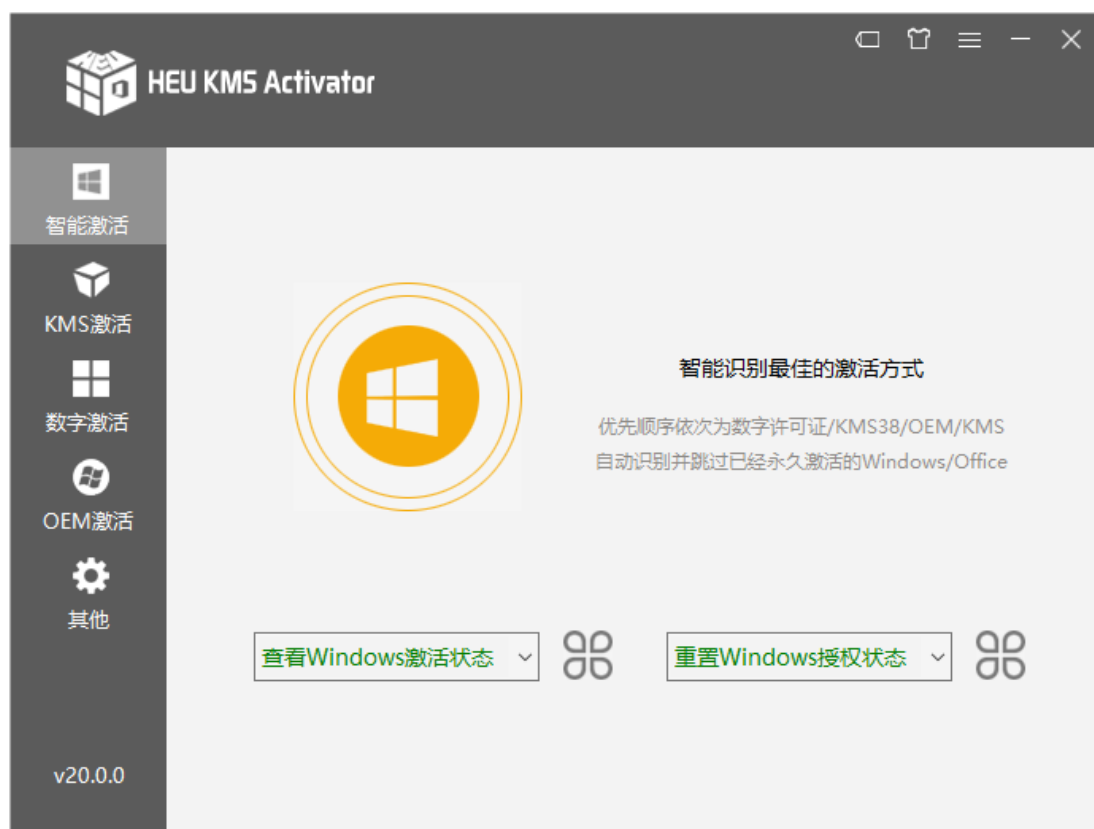 HEU KMS Activator
智能激活
KMS激活
数字激活
OEM激活
其他
v20.0.0
智能识别最佳的激活方式
优先顺序依次为数字许可证/KMS38/OEM/KMS
自动识别并跳过已经永久激活的Windows/Office
查看Windows激活状态
重置Windows授权状态